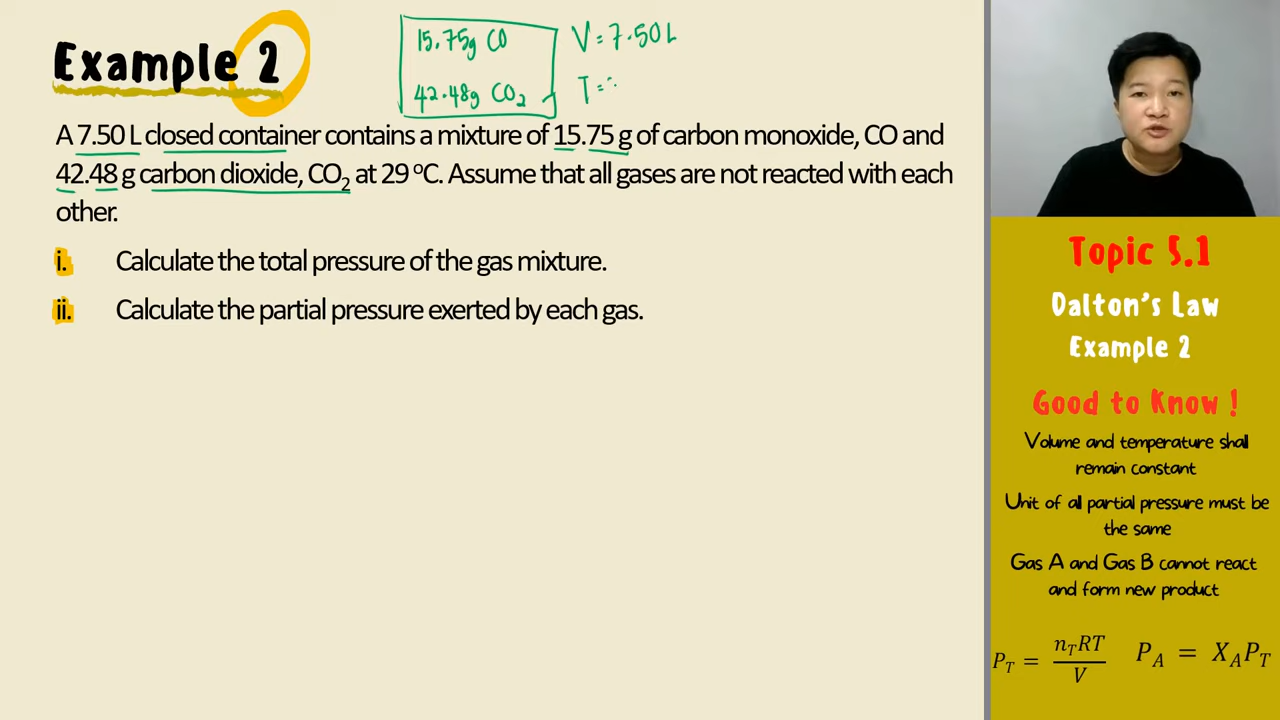 Example 2
15.75g CO
42.48g CO2
V = 7.50 L
T =
A 7.50 L closed container contains a mixture of 15.75 g of carbon monoxide, CO and
42.48 g carbon dioxide, CO2 at 29 °C. Assume that all gases are not reacted with each
other.
i. Calculate the total pressure of the gas mixture.
ii. Calculate the partial pressure exerted by each gas.
Topic 5.1
Dalton's Law
Example 2
Good to Know !
Volume and temperature shall
remain constant
Unit of all partial pressure must be
the same
Gas A and Gas B cannot react
and form new product
P_T = n_TRT/V
P_A = X_AP_T